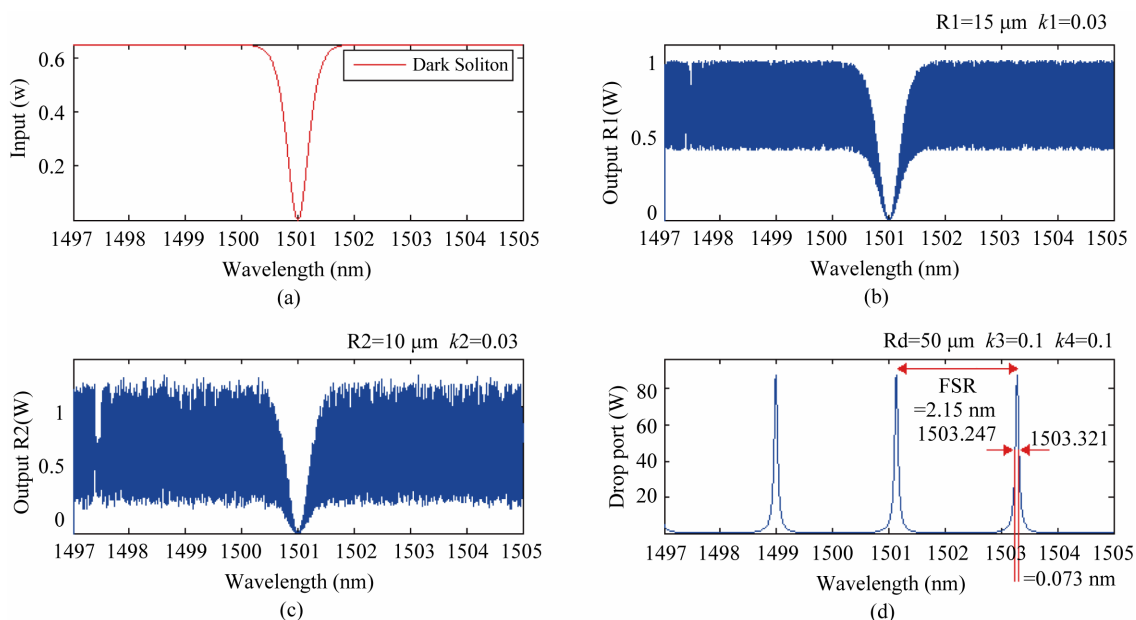 R1=15 μm k1=0.03
Input (w)
0.6
0.4
0.2
Dark Soliton
1497 1498 1499 1500 1501 1502 1503 1504 1505
Wavelength (nm)
(a)
Output R1(W)
1
0.5
0
1497 1498 1499 1500 1501 1502 1503 1504 1505
Wavelength (nm)
(b)
R2=10 μm k2=0.03
Output R2(W)
1
0.5
0
1497 1498 1499 1500 1501 1502 1503 1504 1505
Wavelength (nm)
(c)
Rd=50 μm k3=0.1 k4=0.1
Drop port (W)
80
60
40
20
FSR
=2.15 nm
1503.247
1503.321
1497 1498 1499 1500 1501 1502 1503 1504 1505
Wavelength (nm)
=0.073 nm
(d)